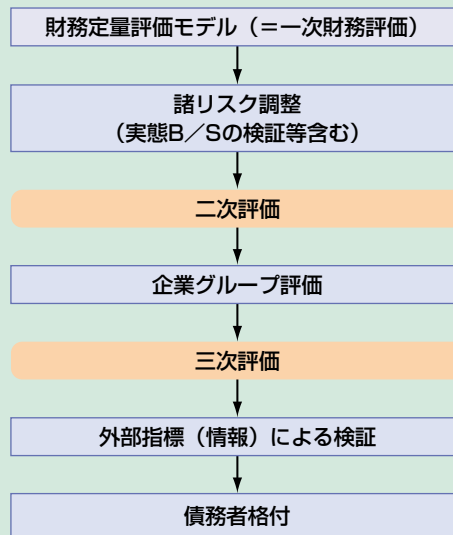 財務定量評価モデル（＝一次財務評価）
諸リスク調整
（実態B／Sの検証等含む）
二次評価
企業グループ評価
三次評価
外部指標（情報）による検証
債務者格付